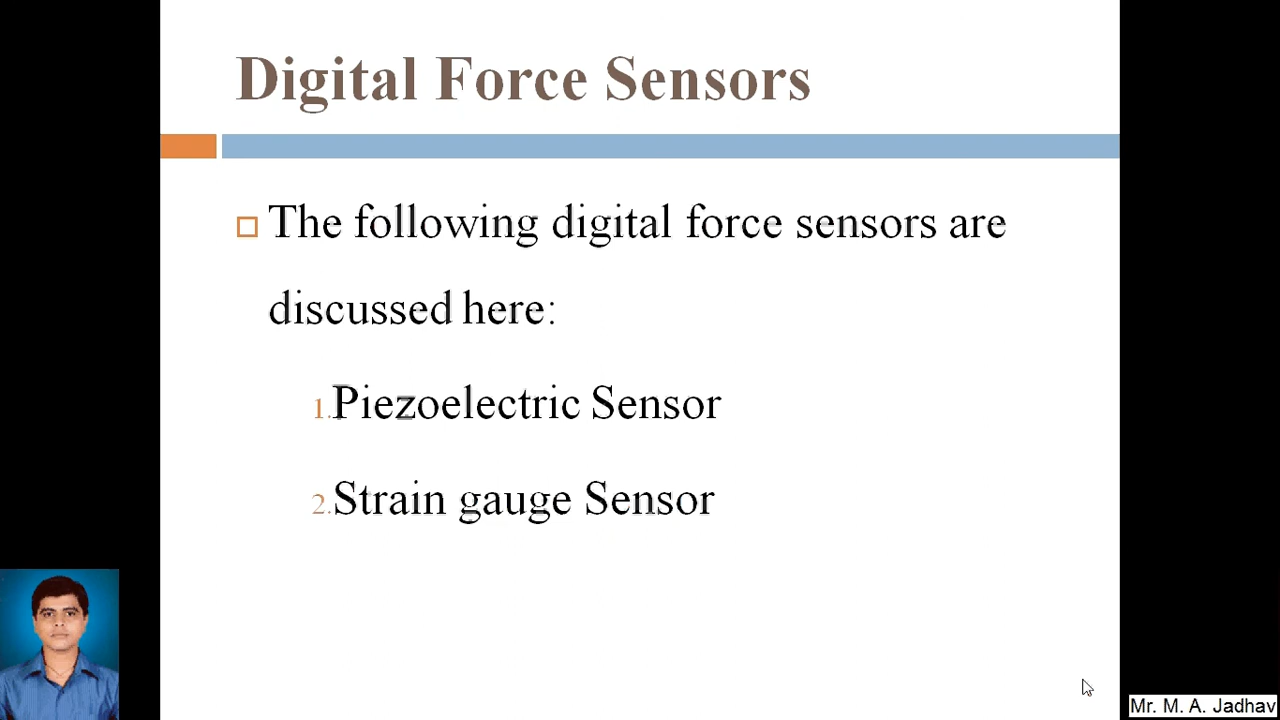 Digital Force Sensors
The following digital force sensors are
discussed here:
1.Piezoelectric Sensor
2.Strain gauge Sensor
Mr. M. A. Jadhav